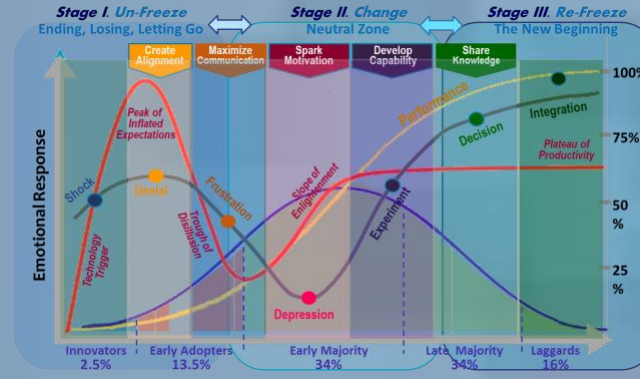 Stage I. Un-Freeze
Stage II. Change
Stage III. Re-Freeze
Ending, Losing, Letting Go
Neutral Zone
The New Beginning
Create
Alignment
Maximize
Communication
Spark
Motivation
Develop
Capability
Share
Knowledge
100%
75%
50
%
25
%
Emotional Response
Peak of
Inflated
Expectations
Performance
Integration
Decision
Plateau of
Productivity
Shock
Denial
Frustration
Slope of
Enlightenment
Experiment
Technology
Trigger
Trough of
Disillusion
Depression
Innovators
2.5%
Early Adopters
13.5%
Early Majority
34%
Late Majority
34%
Laggards
16%